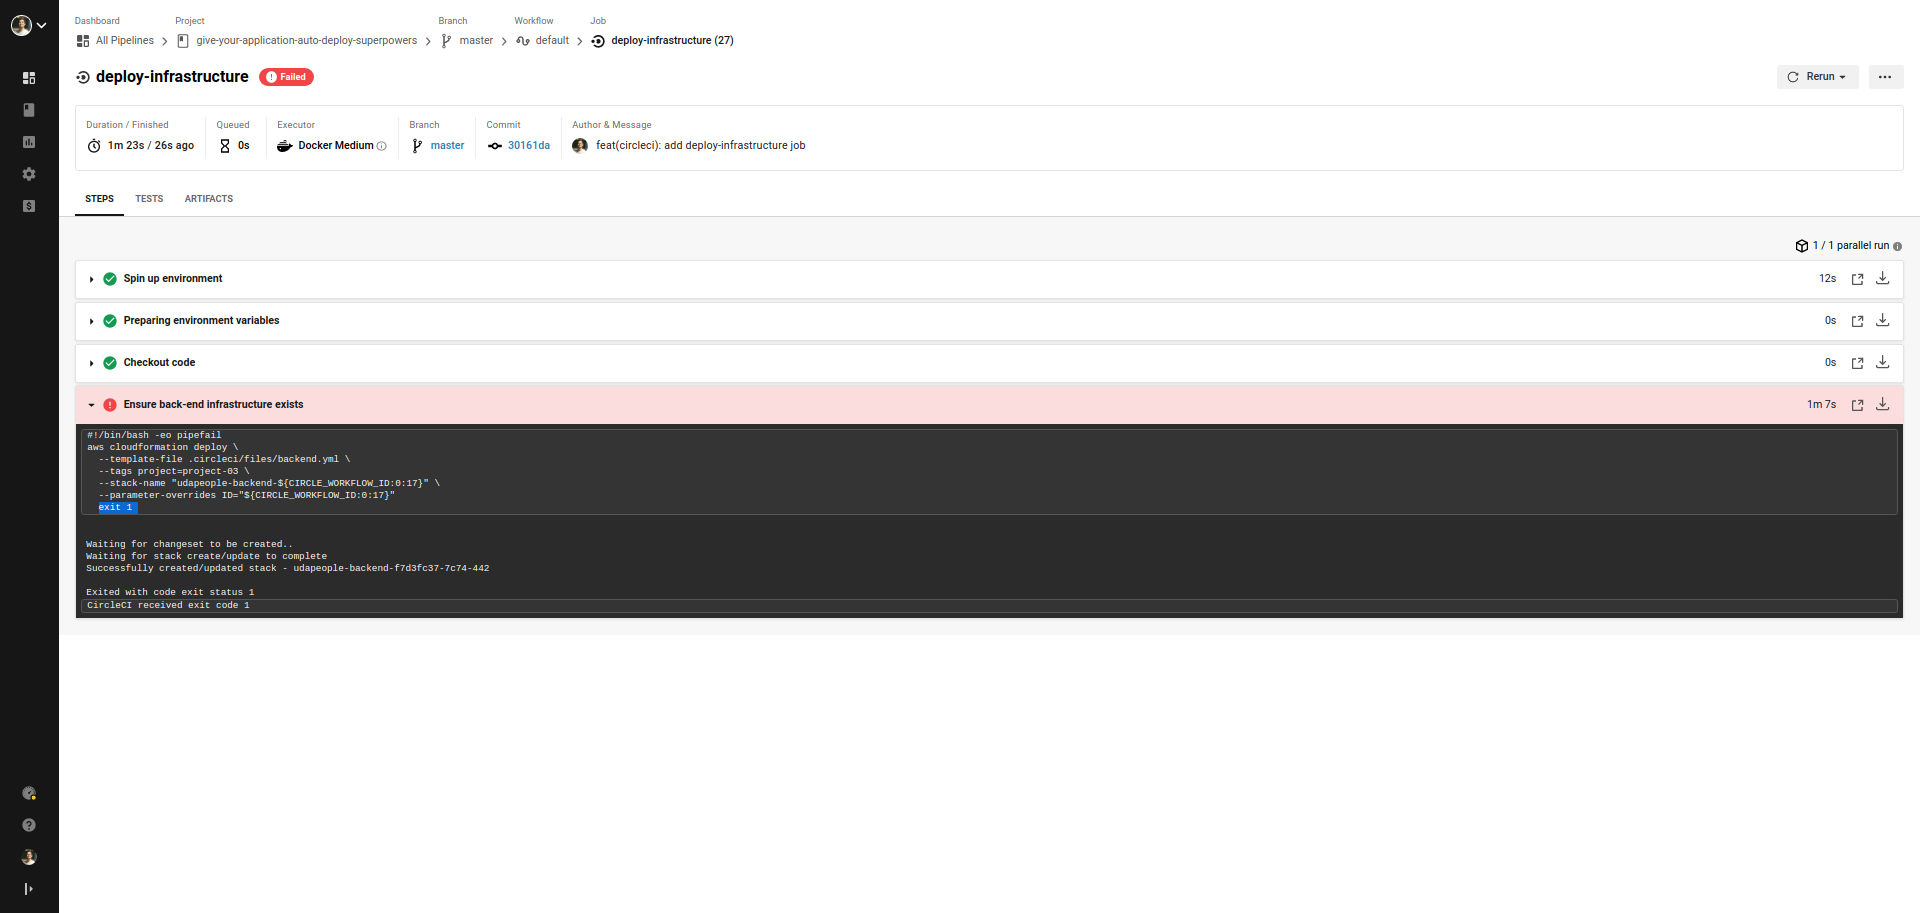 Dashboard Project Branch Workflow Job
All Pipelines give-your-application-auto-deploy-superpowers master default deploy-infrastructure (27)
deploy-infrastructure Failed Rerun
Duration / Finished Queued Executor Branch Commit Author & Message
1m 23s / 26s ago 0s Docker Medium master 30161da feat(circleci): add deploy-infrastructure job
STEPS TESTS ARTIFACTS
1 / 1 parallel run
Spin up environment 12s
Preparing environment variables 0s
Checkout code 0s
Ensure back-end infrastructure exists 1m 7s
#!/bin/bash -eo pipefail
aws cloudformation deploy \
--template-file .circleci/files/backend.yml \
--tags project=project-03 \
--stack-name "udapeople-backend-${CIRCLE_WORKFLOW_ID:0:17}" \
--parameter-overrides ID="${CIRCLE_WORKFLOW_ID:0:17}"
exit 1
Waiting for changeset to be created..
Waiting for stack create/update to complete
Successfully created/updated stack - udapeople-backend-f7d3fc37-7c74-442
Exited with code exit status 1
CircleCI received exit code 1